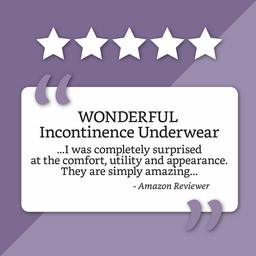 WONDERFUL
Incontinence Underwear
...I was completely surprised
at the comfort, utility and appearance.
They are simply amazing...
- Amazon Reviewer